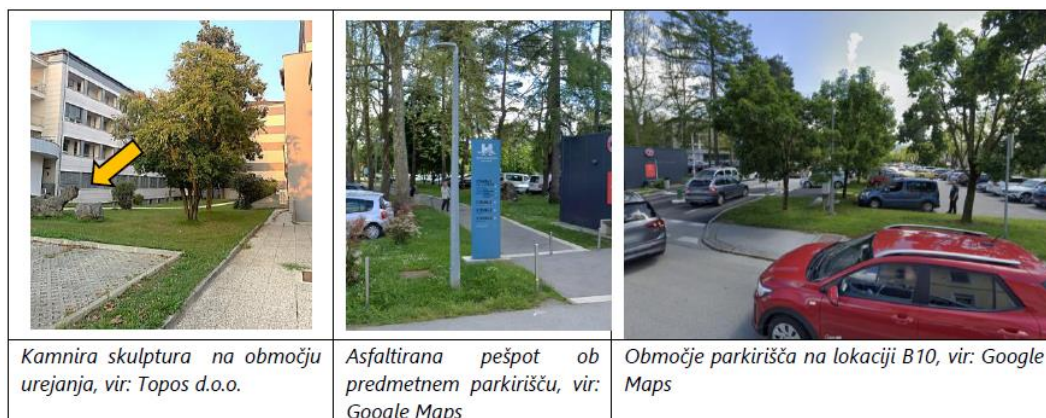 Kamnira skulptura na območju
urejanja, vir: Topos d.o.o.
Asfaltirana pešpot ob
predmetnem parkirišču, vir:
Google Maps
Območje parkirišča na lokaciji B10, vir: Google
Maps